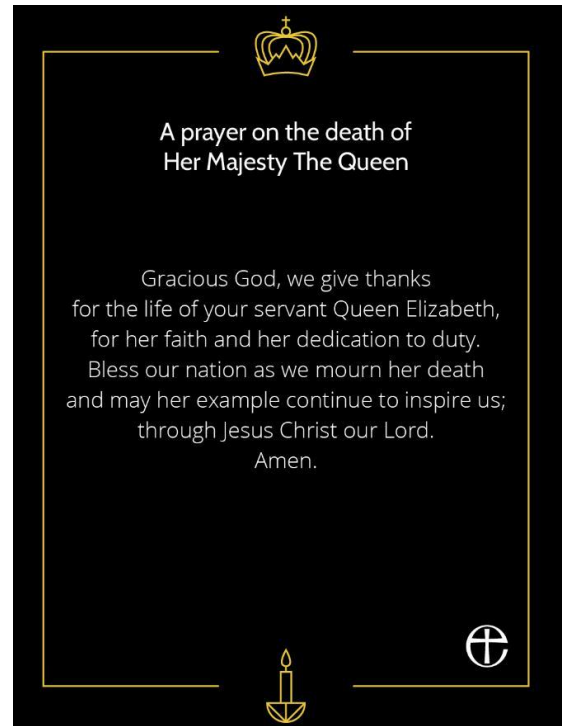 A prayer on the death of
Her Majesty The Queen
Gracious God, we give thanks
for the life of your servant Queen Elizabeth,
for her faith and her dedication to duty.
Bless our nation as we mourn her death
and may her example continue to inspire us;
through Jesus Christ our Lord.
Amen.